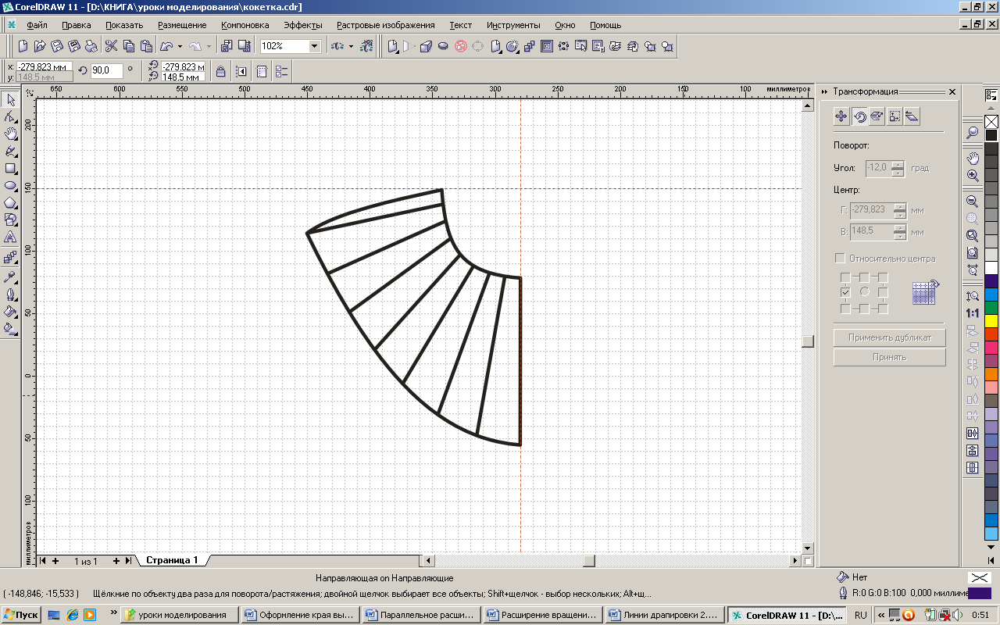 CorelDRAW 11 - [D:\КНИГА\уроки моделирования\кокетка.cdr]
Файл Правка Показать Размещение Компоновка Эффекты Растровые изображения Текст Инструменты Окно Помощь
102%
x: -279.823 мм
y: 148.5 мм
90,0 °
-279.823 м
148.5 мм
650 600 550 500 450 400 350 300 250 200 150 100 миллиметров
200
150
100
50
0
50
100
миллиметров
Трансформация
Поворот:
Угол: -12,0 град
Центр:
Г: -279,823 мм
В: 148,5 мм
Относительно центра
Применить дубликат
Принять
1:1
1 из 1
Страница 1
Направляющая on Направляющие
( -148,846; -15,533 ) Щёлкние по объекту два раза для поворота/растяжения; двойной щелчок выбирает все объекты; Shift+щелчок - выбор нескольких; Alt+щ...
Нет
R:0 G:0 B:100 0,000 миллиме
Пуск
уроки моделирования
Оформление края вы...
Параллельное расши...
Расширение вращени...
Линии драпировки 2....
CorelDRAW 11 - [D:\...
RU
0:51